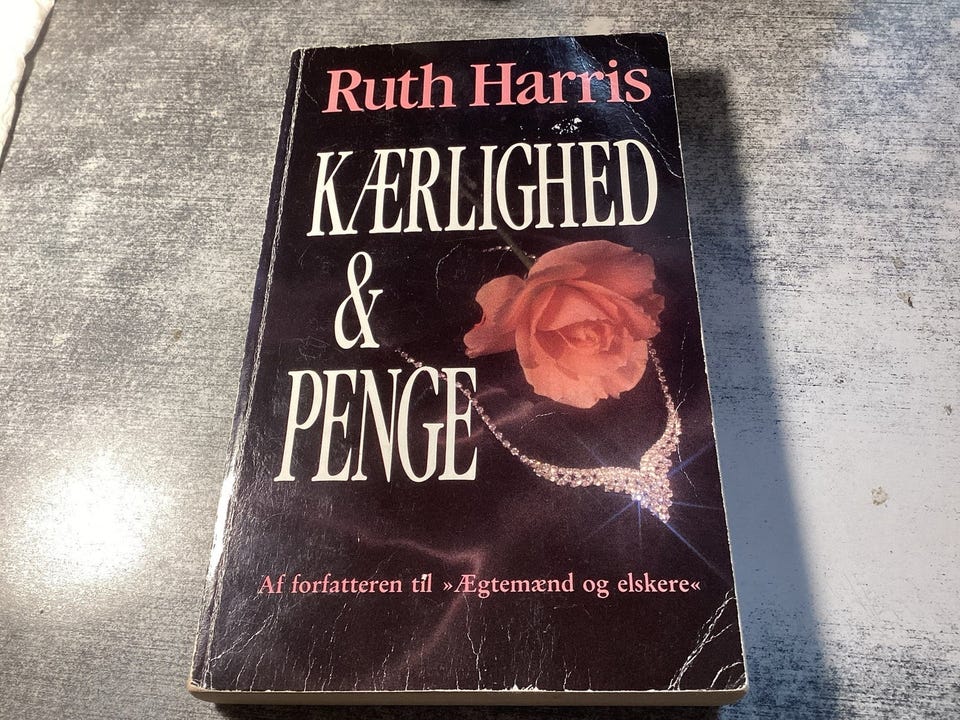 Ruth Harris
KÆRLIGHED
&
PENGE
Af forfatteren til »Ægtemænd og elskere«